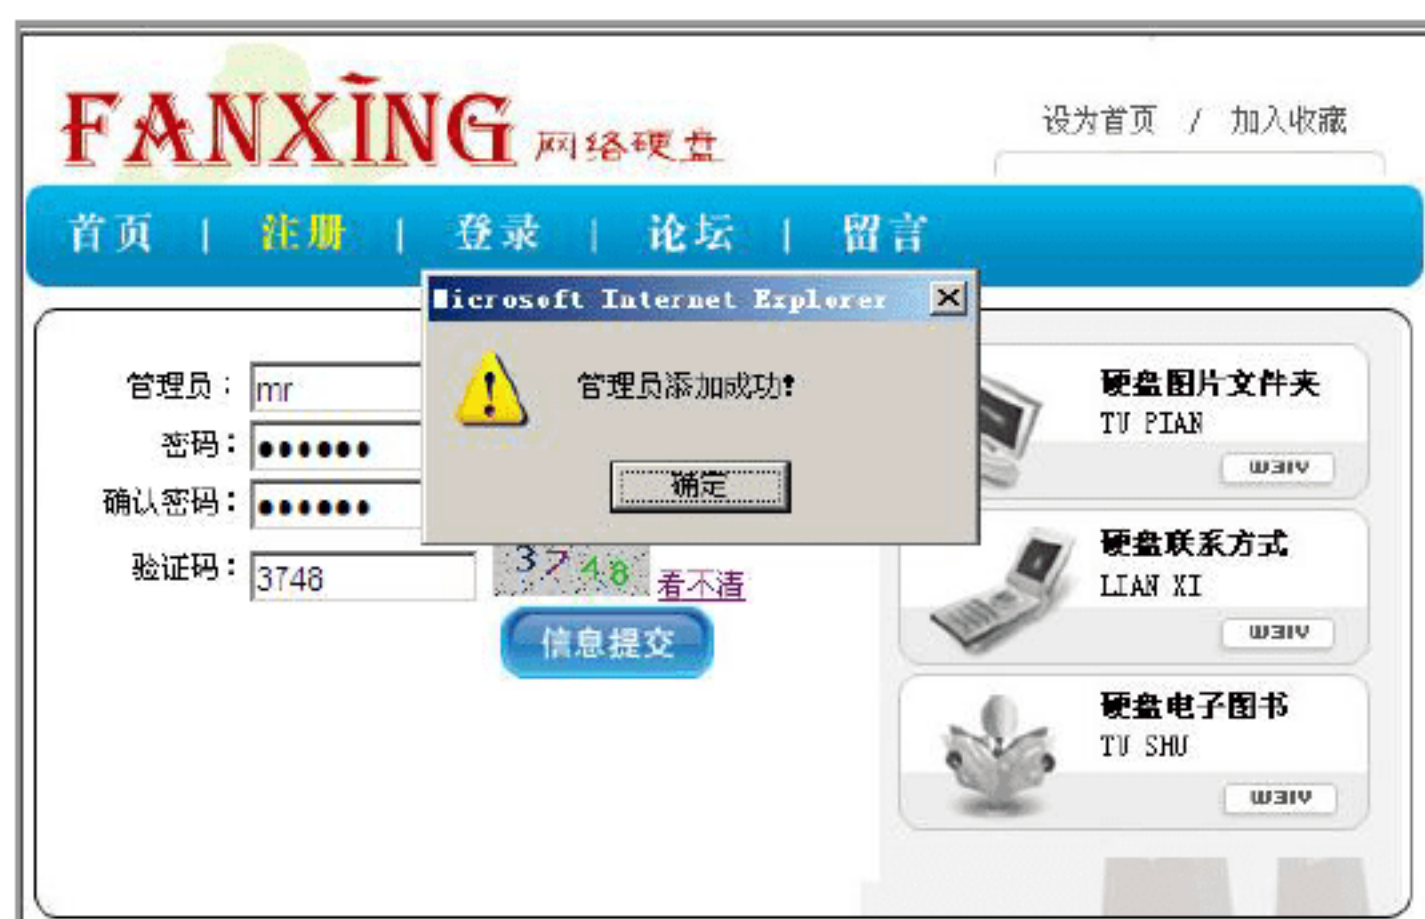 FANXING 网络硬盘
设为首页 / 加入收藏
首页 | 注册 | 登录 | 论坛 | 留言
Microsoft Internet Explorer
管理员添加成功!
确定
管理员： mr
密码： ●●●●●●
确认密码： ●●●●●●
验证码： 3748
3748
看不清
信息提交
硬盘图片文件夹
TU PIAN
VIEW
硬盘联系方式
LIAN XI
VIEW
硬盘电子图书
TU SHU
VIEW